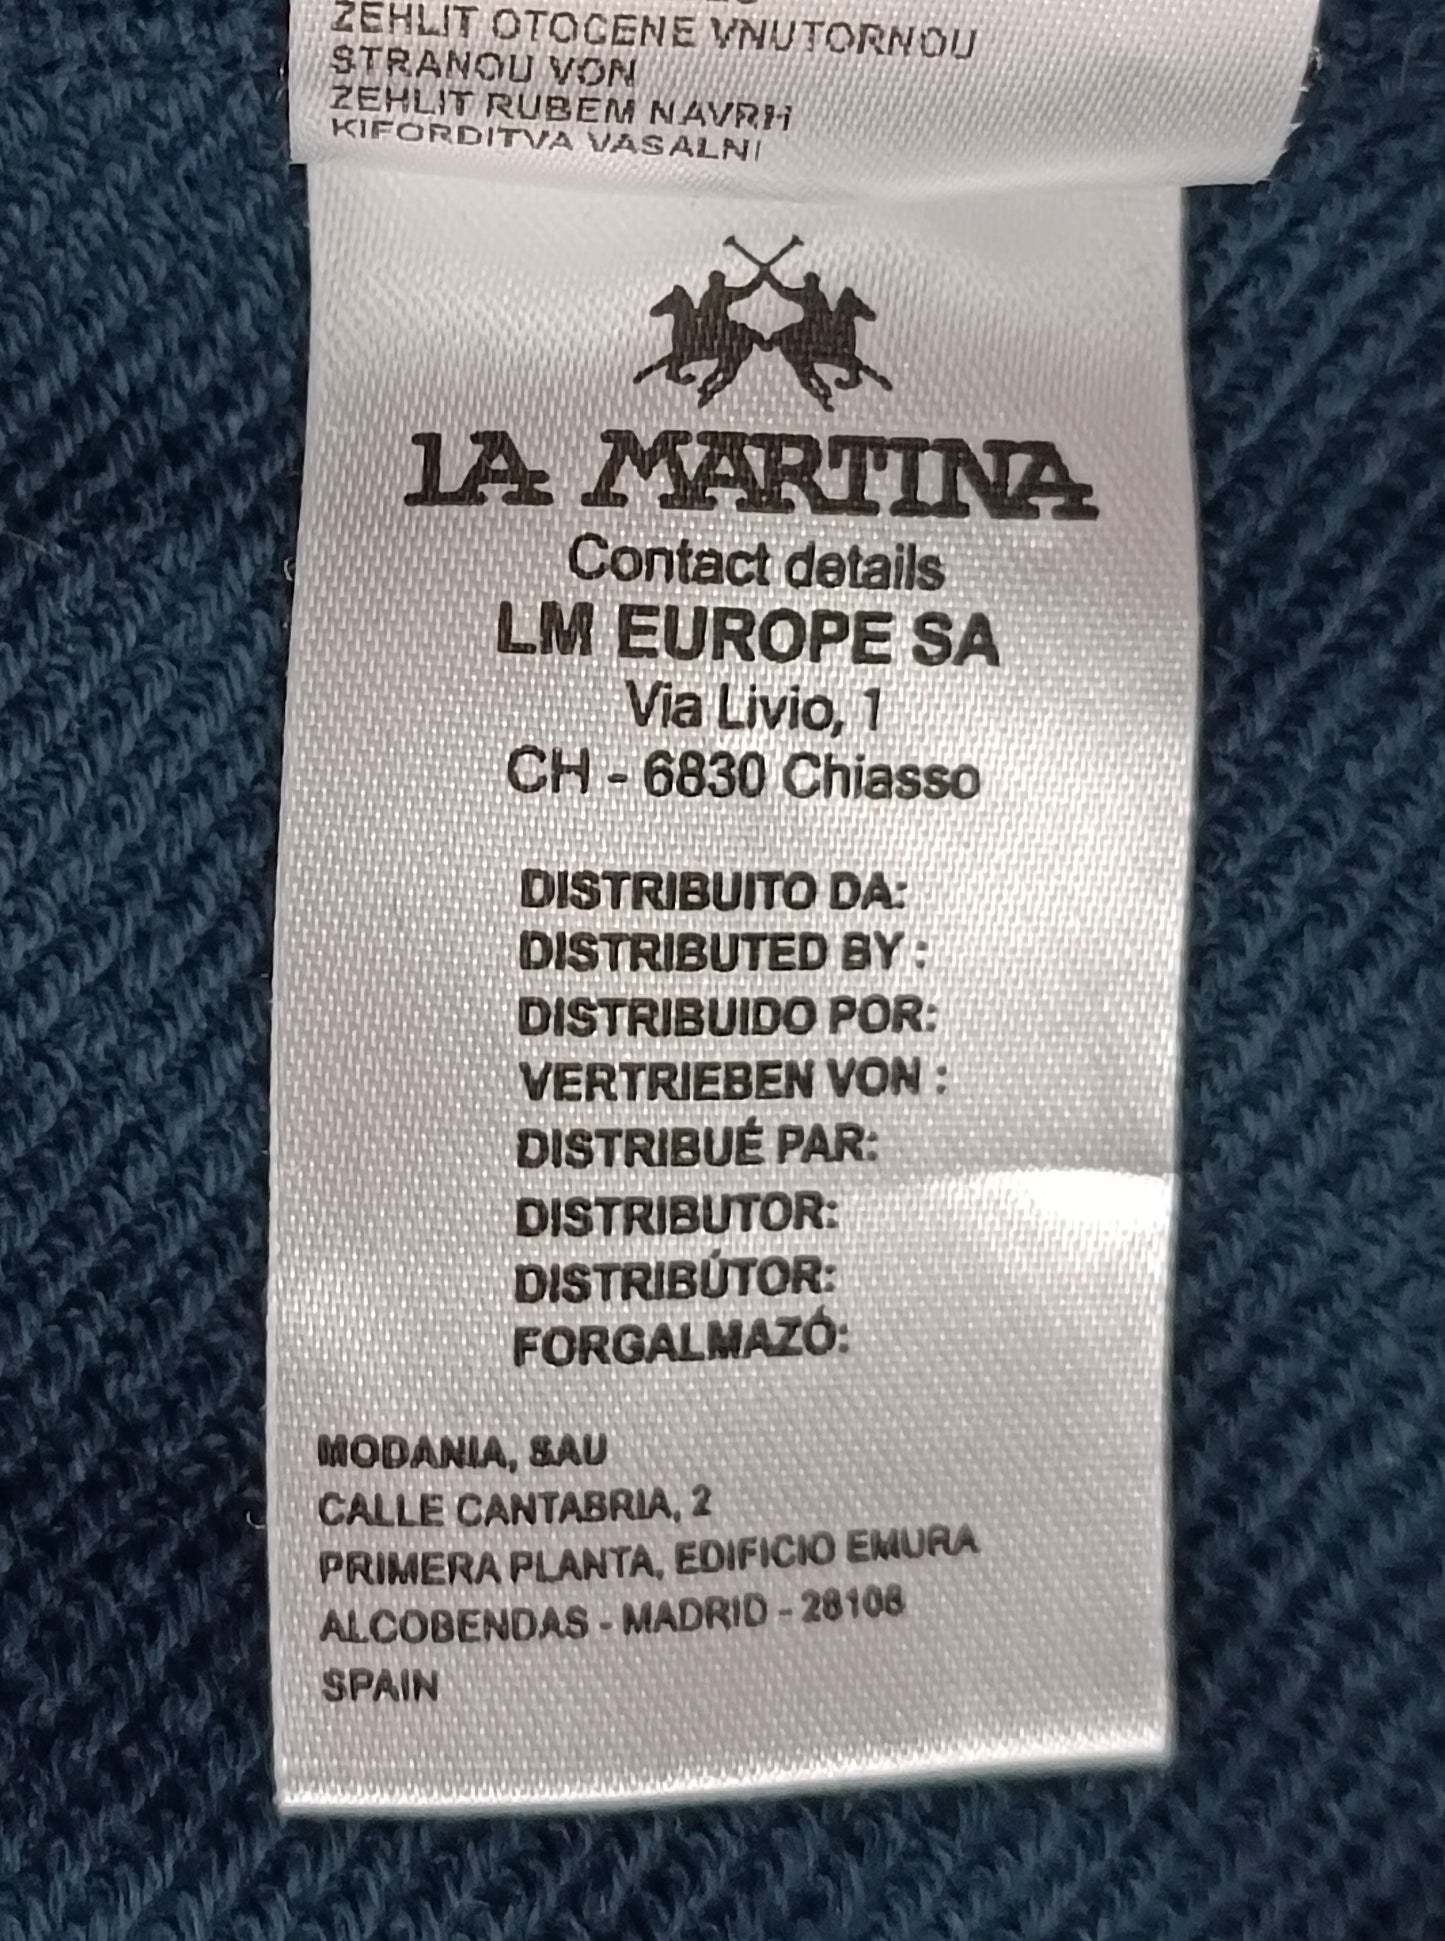 ZEHLIT OTOCENE VNUTORNOU
STRANOU VON
ZEHLIT RUBEM NAVRH
KIFORDITVA VASALNI
LA MARTINA
Contact details
LM EUROPE SA
Via Livio, 1
CH - 6830 Chiasso
DISTRIBUITO DA:
DISTRIBUTED BY :
DISTRIBUIDO POR:
VERTRIEBEN VON :
DISTRIBUÉ PAR:
DISTRIBUTOR:
DISTRIBÚTOR:
FORGALMAZÓ:
MODANIA, SAU
CALLE CANTABRIA, 2
PRIMERA PLANTA, EDIFICIO EMURA
ALCOBENDAS - MADRID - 28108
SPAIN